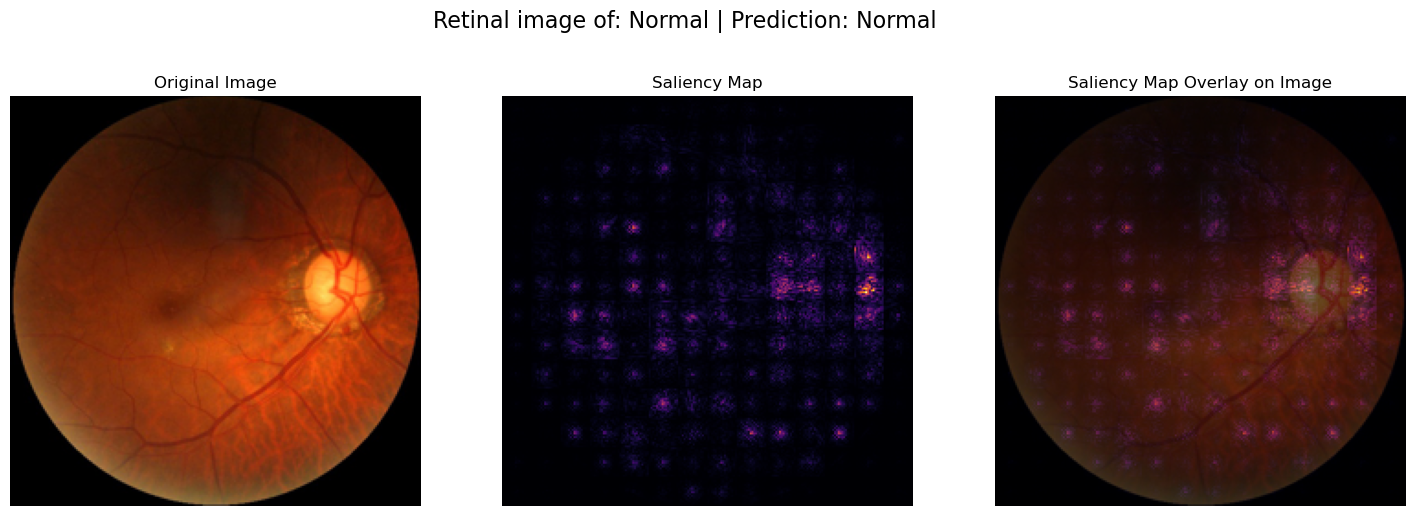 Retinal image of: Normal | Prediction: Normal
Original Image
Saliency Map
Saliency Map Overlay on Image